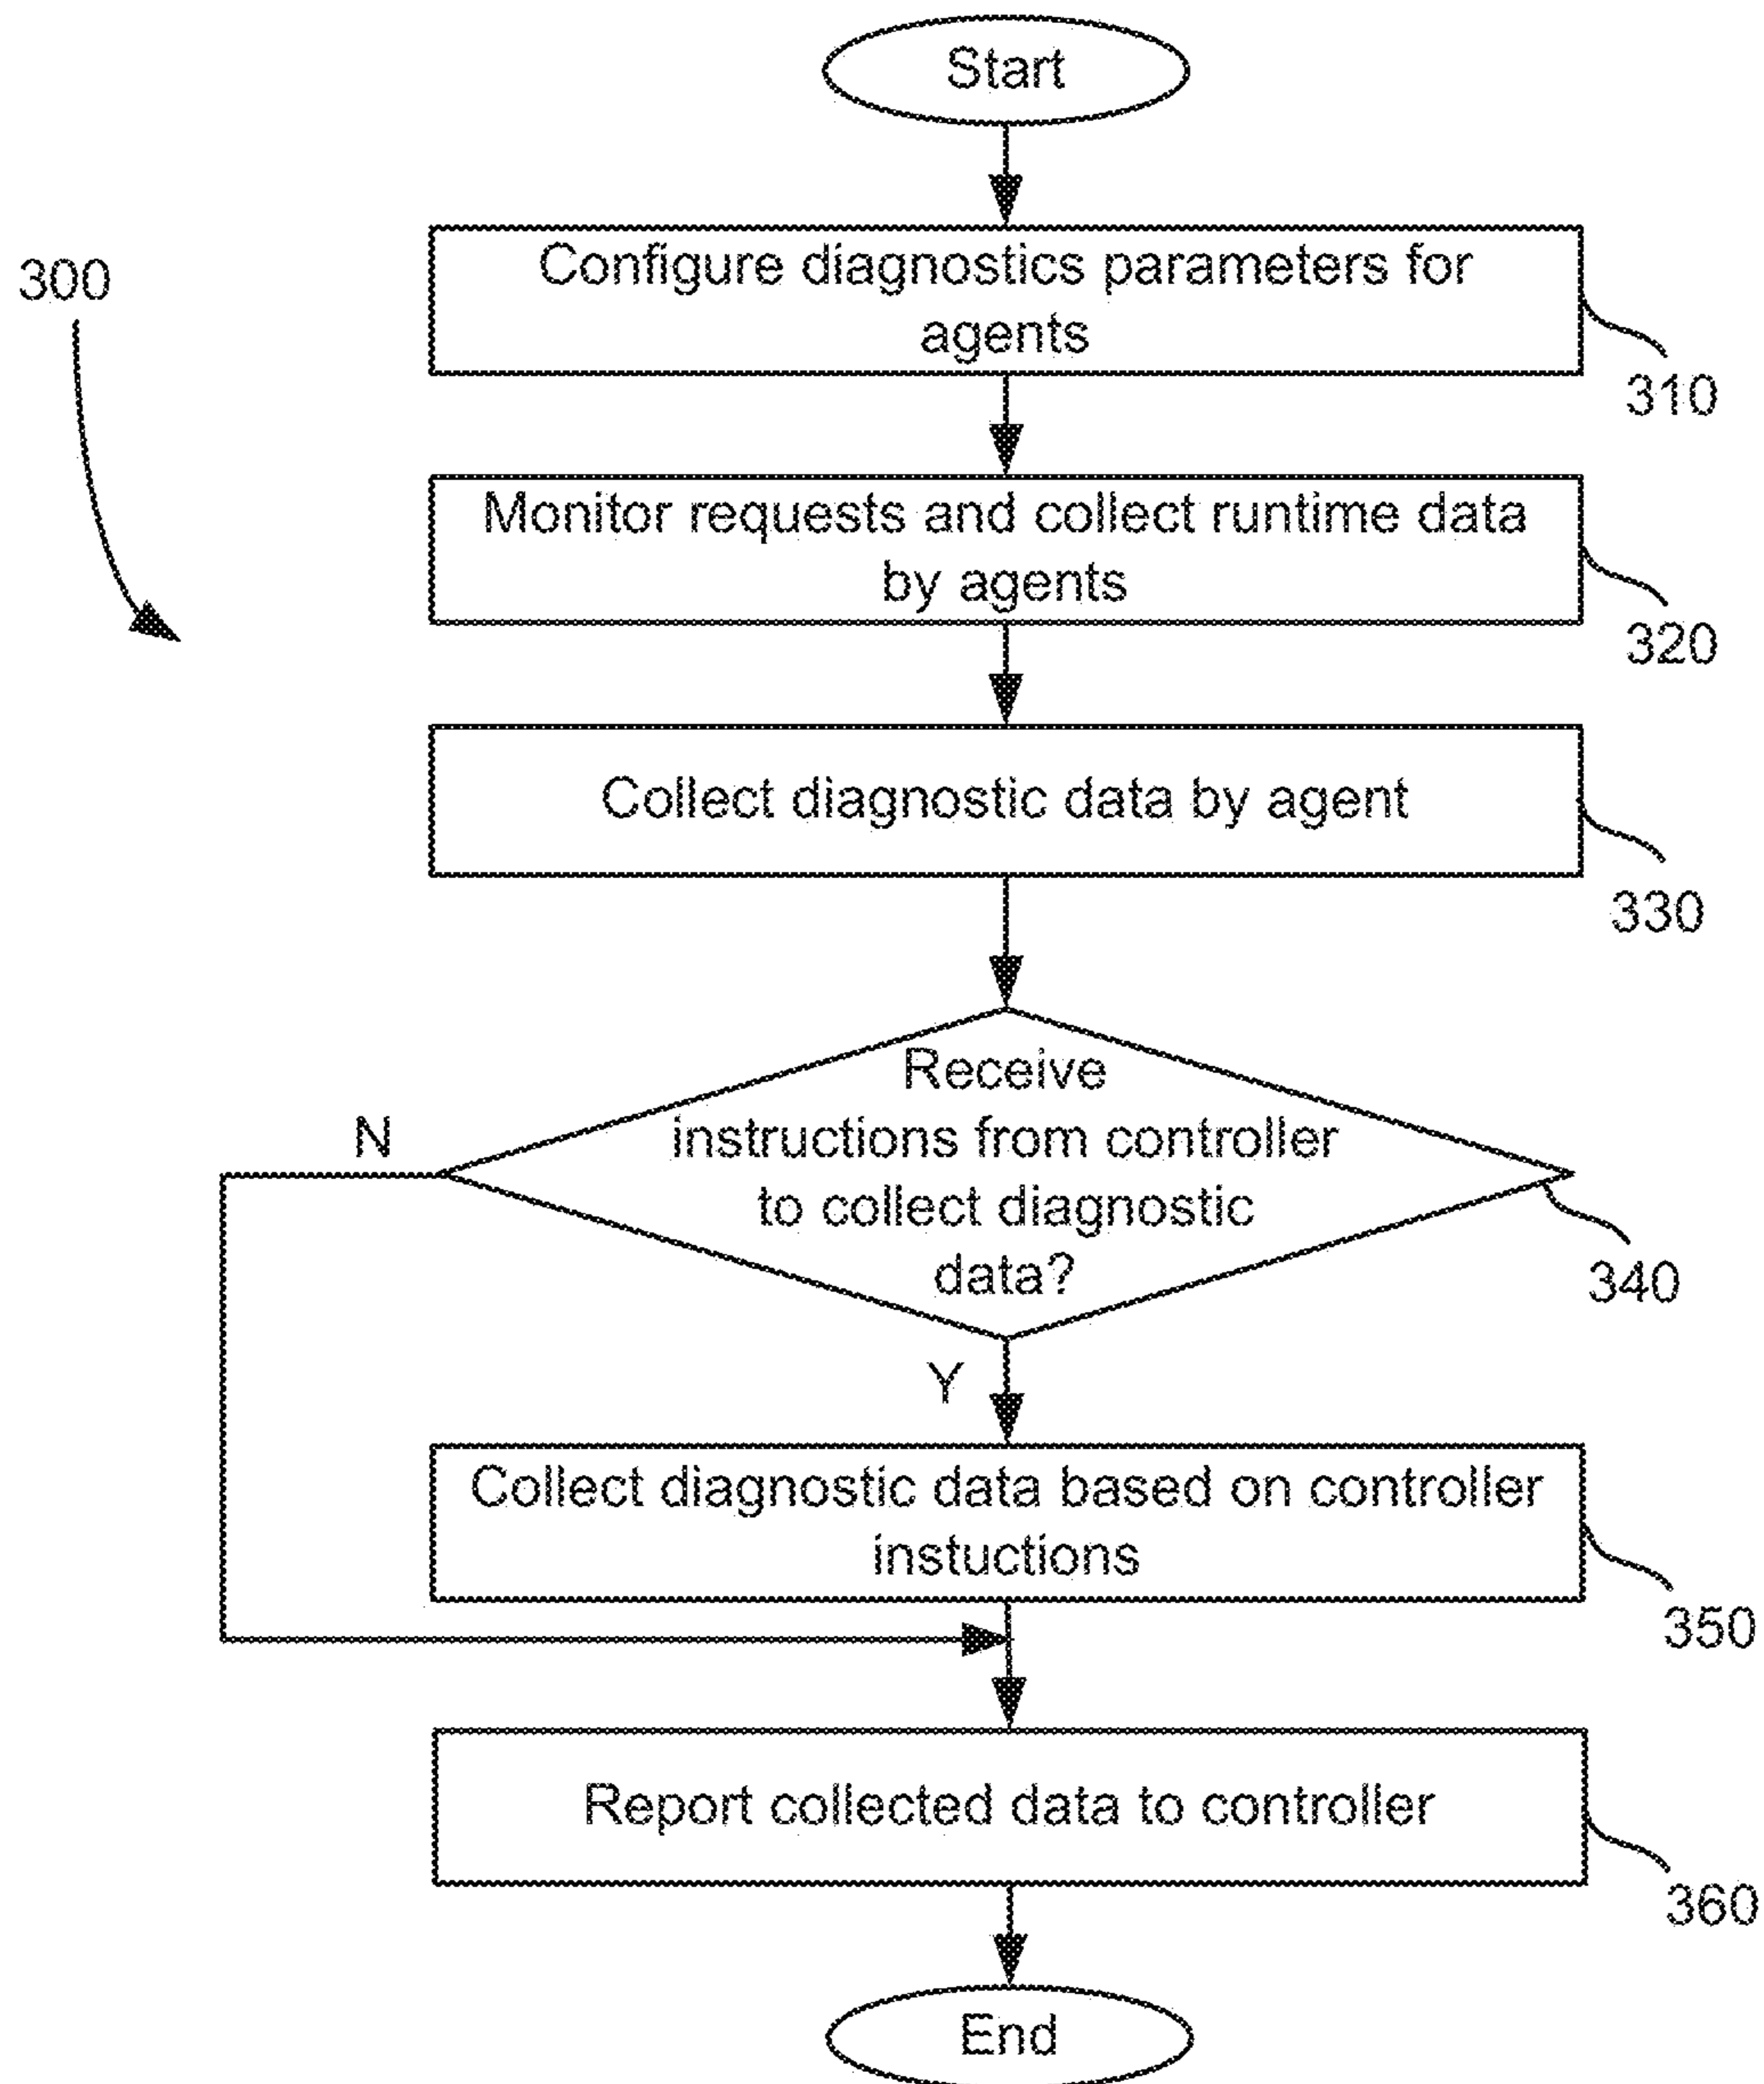 Start
300
Configure diagnostics parameters for
agents
310
Monitor requests and collect runtime data
by agents
320
Collect diagnostic data by agent
330
Receive
instructions from controller
to collect diagnostic
data?
N
340
Y
Collect diagnostic data based on controller
instuctions
350
Report collected data to controller
360
End